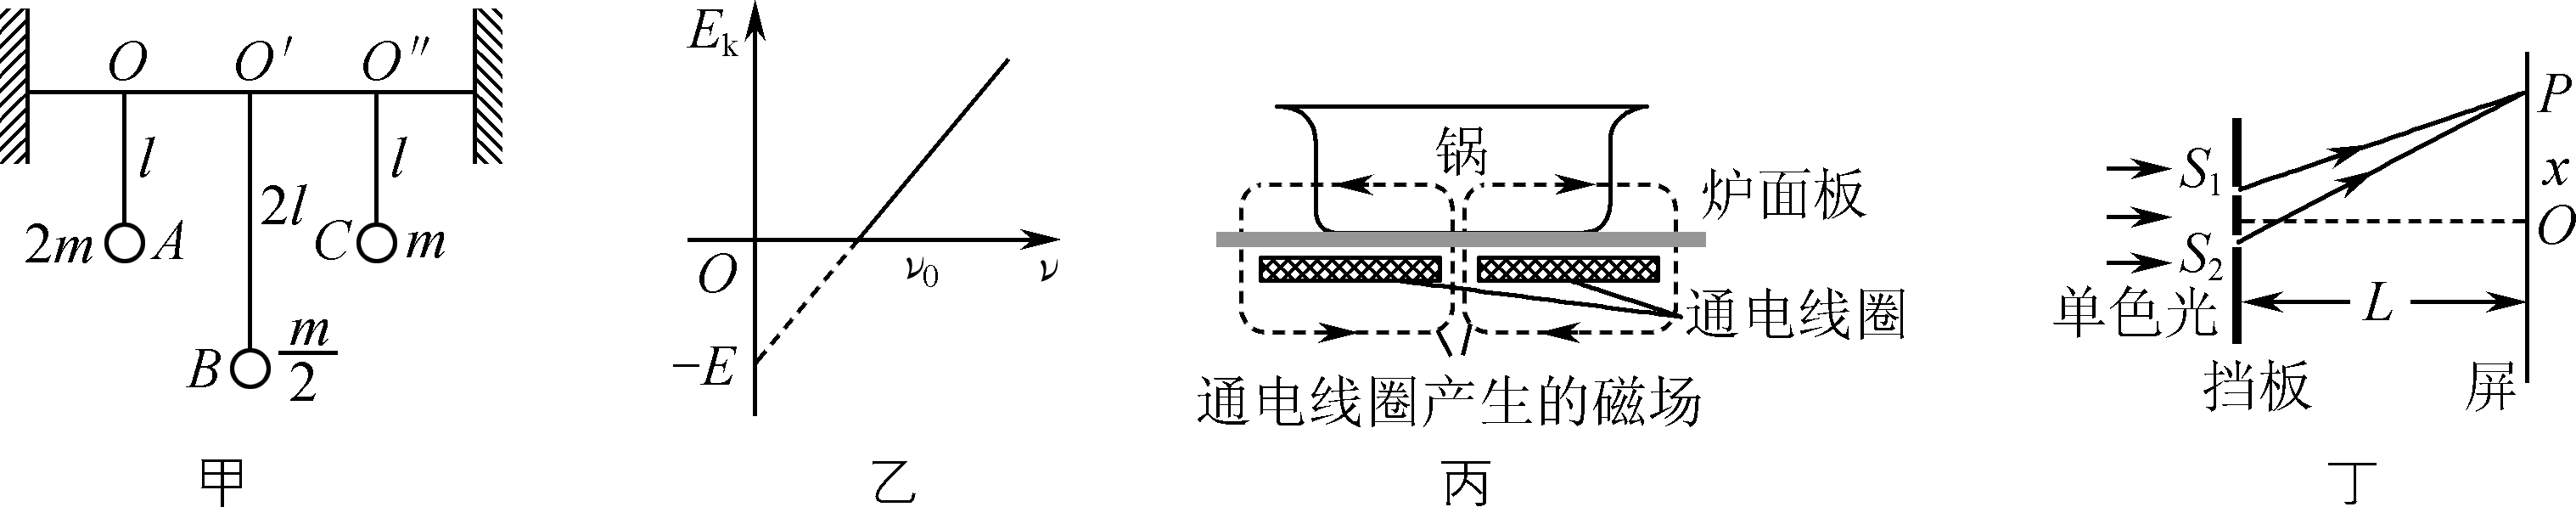 O O′ O″
l l
2l
2m A C m
B m/2
甲
E_k
O ν₀ ν
−E
乙
锅
炉面板
通电线圈
通电线圈产生的磁场
丙
P
S₁
x
O
S₂
单色光 L
挡板 屏
丁